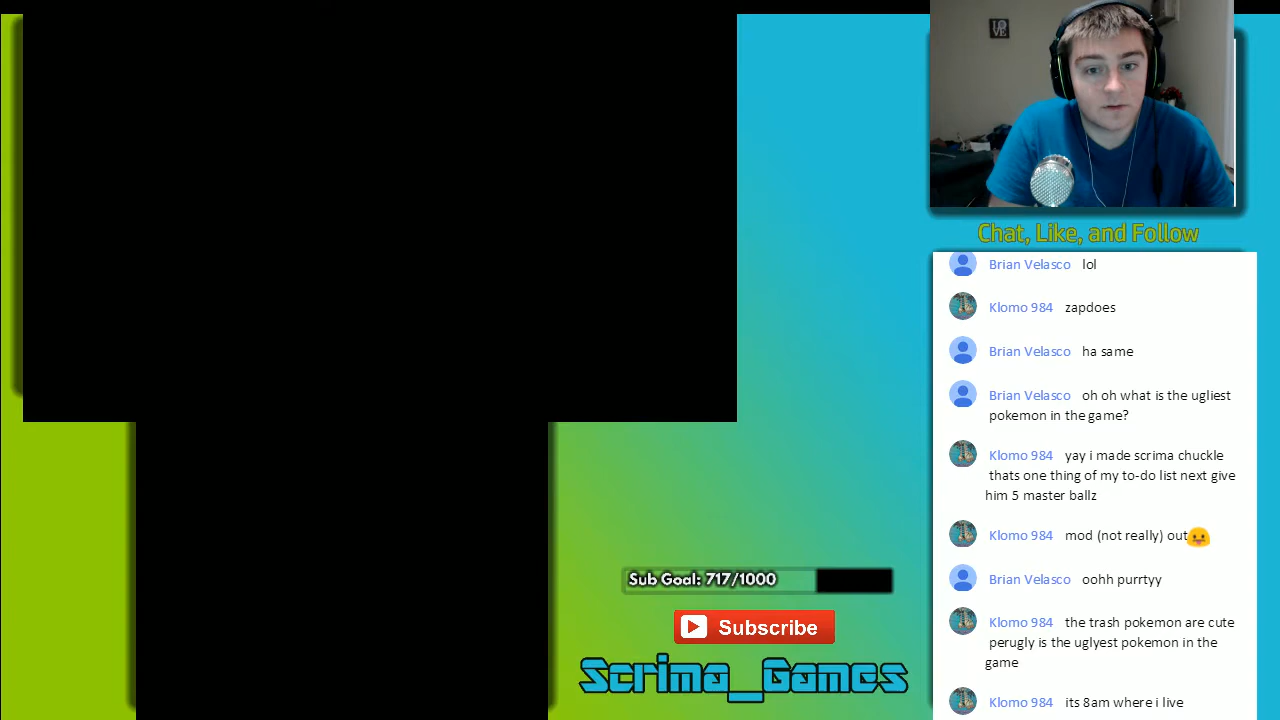 LOVE
Chat, Like, and Follow
Brian Velasco lol
Klomo 984 zapdoes
Brian Velasco ha same
Brian Velasco oh oh what is the ugliest
pokemon in the game?
Klomo 984 yay i made scrima chuckle
thats one thing of my to-do list next give
him 5 master ballz
Klomo 984 mod (not really) out
Brian Velasco oohh purrtyy
Klomo 984 the trash pokemon are cute
perugly is the uglyest pokemon in the
game
Klomo 984 its 8am where i live
Sub Goal: 717/1000
Subscribe
Scrima_Games